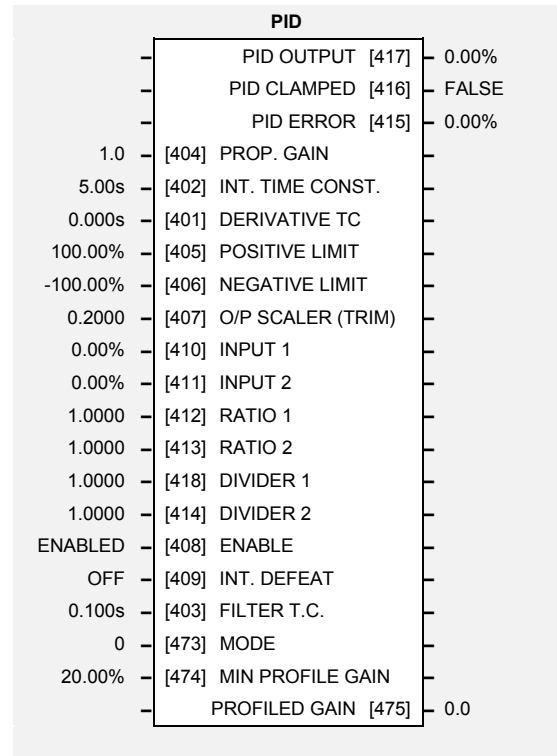 PID
PID OUTPUT [417] 0.00%
PID CLAMPED [416] FALSE
PID ERROR [415] 0.00%
1.0 [404] PROP. GAIN
5.00s [402] INT. TIME CONST.
0.000s [401] DERIVATIVE TC
100.00% [405] POSITIVE LIMIT
-100.00% [406] NEGATIVE LIMIT
0.2000 [407] O/P SCALER (TRIM)
0.00% [410] INPUT 1
0.00% [411] INPUT 2
1.0000 [412] RATIO 1
1.0000 [413] RATIO 2
1.0000 [418] DIVIDER 1
1.0000 [414] DIVIDER 2
ENABLED [408] ENABLE
OFF [409] INT. DEFEAT
0.100s [403] FILTER T.C.
0 [473] MODE
20.00% [474] MIN PROFILE GAIN
PROFILED GAIN [475] 0.0